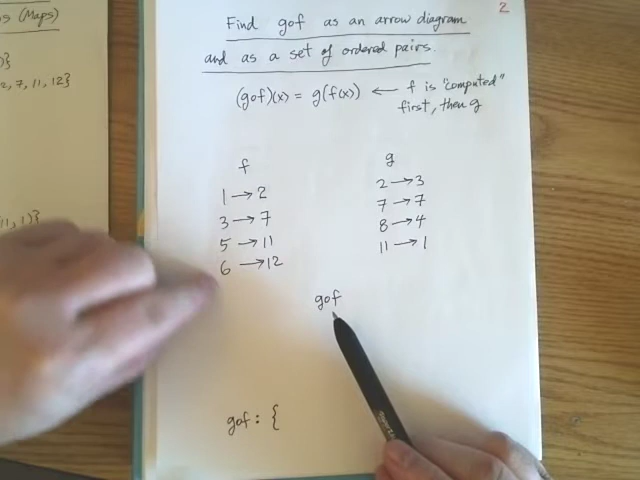 s (Maps)
)}
2, 7, 11, 12}
11, 1)}
2
Find gof as an arrow diagram
and as a set of ordered pairs.
(gof)(x) = g(f(x)) ← f is "computed"
first, then g
f
1 → 2
3 → 7
5 → 11
6 → 12
g
2 → 3
7 → 7
8 → 4
11 → 1
gof
gof : {